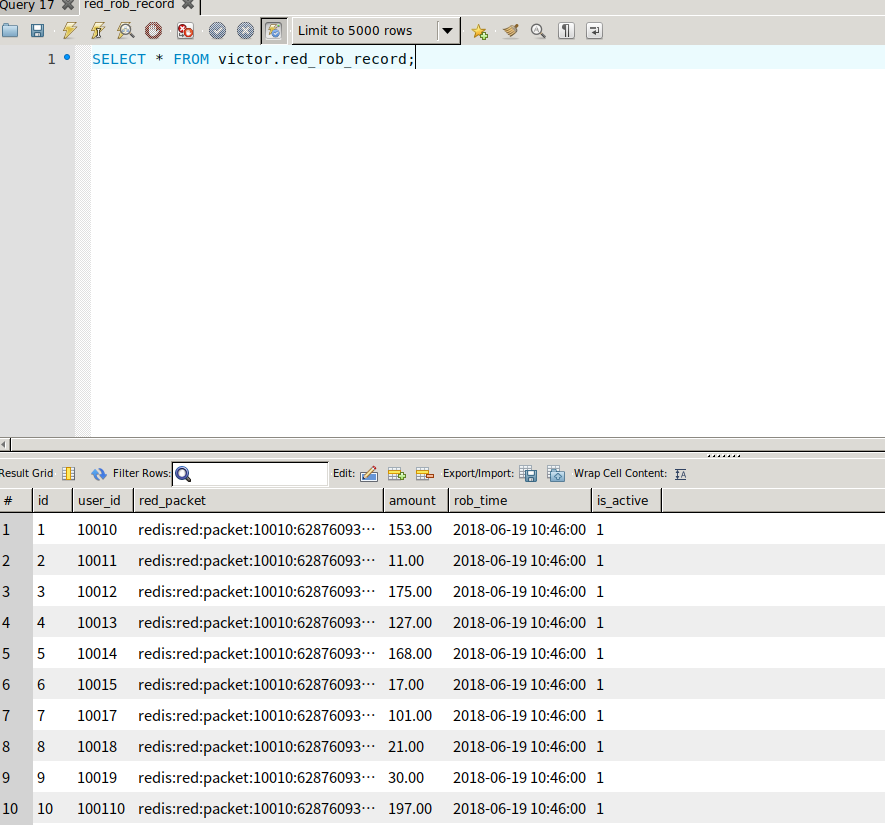 Query 17 red_rob_record
Limit to 5000 rows
1 SELECT * FROM victor.red_rob_record;
Result Grid Filter Rows: Edit: Export/Import: Wrap Cell Content:
# id user_id red_packet amount rob_time is_active
1 1 10010 redis:red:packet:10010:62876093··· 153.00 2018-06-19 10:46:00 1
2 2 10011 redis:red:packet:10010:62876093··· 11.00 2018-06-19 10:46:00 1
3 3 10012 redis:red:packet:10010:62876093··· 175.00 2018-06-19 10:46:00 1
4 4 10013 redis:red:packet:10010:62876093··· 127.00 2018-06-19 10:46:00 1
5 5 10014 redis:red:packet:10010:62876093··· 168.00 2018-06-19 10:46:00 1
6 6 10015 redis:red:packet:10010:62876093··· 17.00 2018-06-19 10:46:00 1
7 7 10017 redis:red:packet:10010:62876093··· 101.00 2018-06-19 10:46:00 1
8 8 10018 redis:red:packet:10010:62876093··· 21.00 2018-06-19 10:46:00 1
9 9 10019 redis:red:packet:10010:62876093··· 30.00 2018-06-19 10:46:00 1
10 10 100110 redis:red:packet:10010:62876093··· 197.00 2018-06-19 10:46:00 1